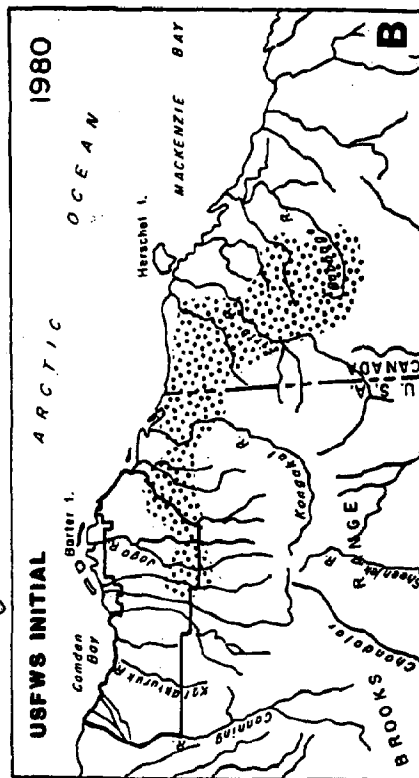 USFWS INITIAL
1980
ARCTIC
OCEAN
MACKENZIE BAY
Herschel I.
Barter I.
Camden
Bay
Jago R.
Katakturuk R.
Canning
R.
Kongakut
R.
R.
Babbage
R.
U. S. A.
CANADA
BROOKS
RANGE
Sheenjek
R.
Chandalar
R.
B